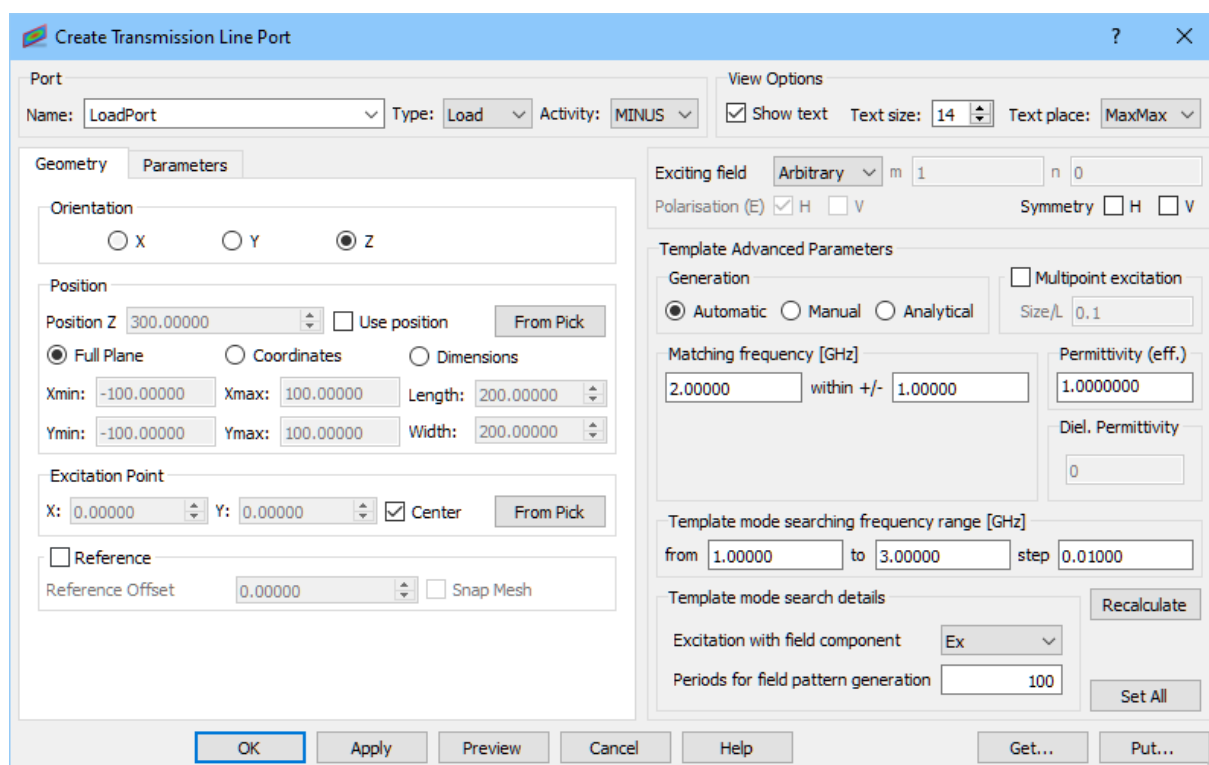 Create Transmission Line Port ?
Port
Name: LoadPort Type: Load Activity: MINUS
View Options
Show text Text size: 14 Text place: MaxMax
Geometry Parameters
Orientation
X Y Z
Position
Position Z 300.00000 Use position From Pick
Full Plane Coordinates Dimensions
Xmin: -100.00000 Xmax: 100.00000 Length: 200.00000
Ymin: -100.00000 Ymax: 100.00000 Width: 200.00000
Excitation Point
X: 0.00000 Y: 0.00000 Center From Pick
Reference
Reference Offset 0.00000 Snap Mesh
Exciting field Arbitrary m 1 n 0
Polarisation (E) H V Symmetry H V
Template Advanced Parameters
Generation
Automatic Manual Analytical
Multipoint excitation
Size/L 0.1
Matching frequency [GHz]
2.00000 within +/- 1.00000
Permittivity (eff.)
1.0000000
Diel. Permittivity
0
Template mode searching frequency range [GHz]
from 1.00000 to 3.00000 step 0.01000
Template mode search details
Excitation with field component Ex
Periods for field pattern generation 100
Recalculate
Set All
OK Apply Preview Cancel Help Get... Put...